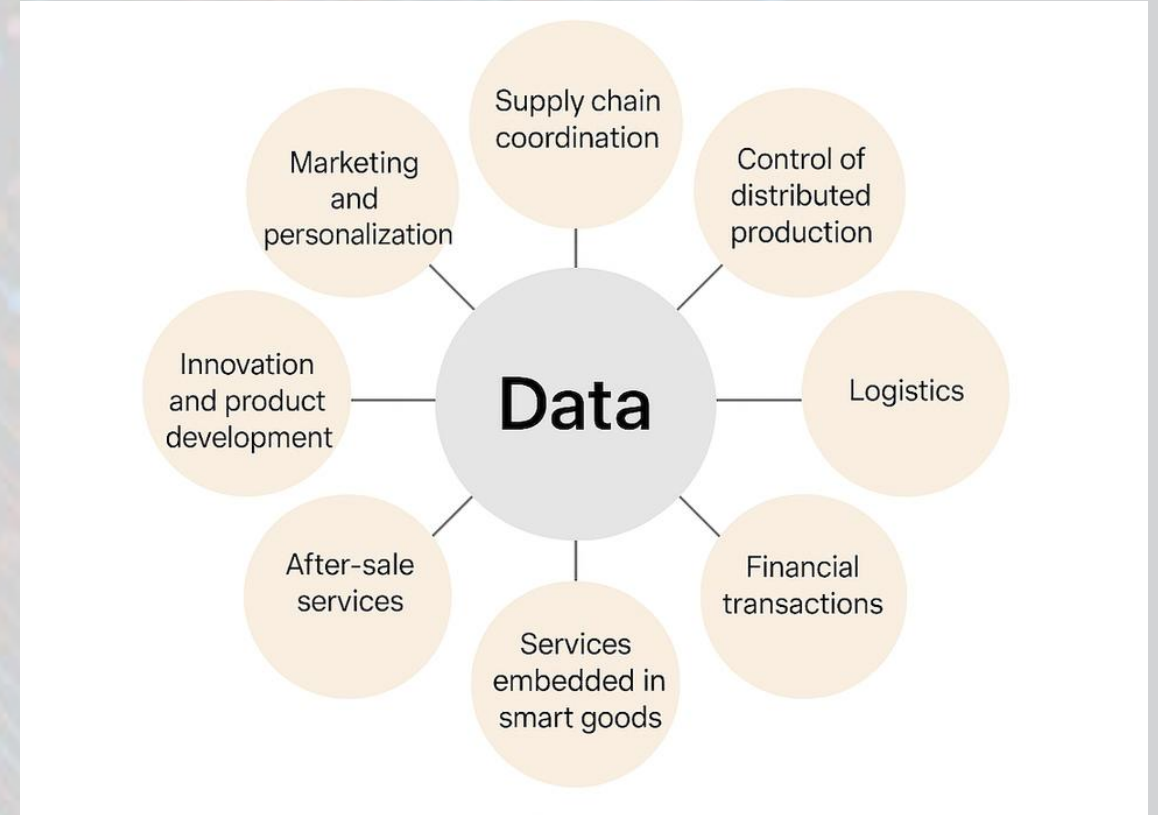 Supply chain
coordination
Control of
distributed
production
Logistics
Financial
transactions
Services
embedded in
smart goods
After-sale
services
Innovation
and product
development
Marketing
and
personalization
Data